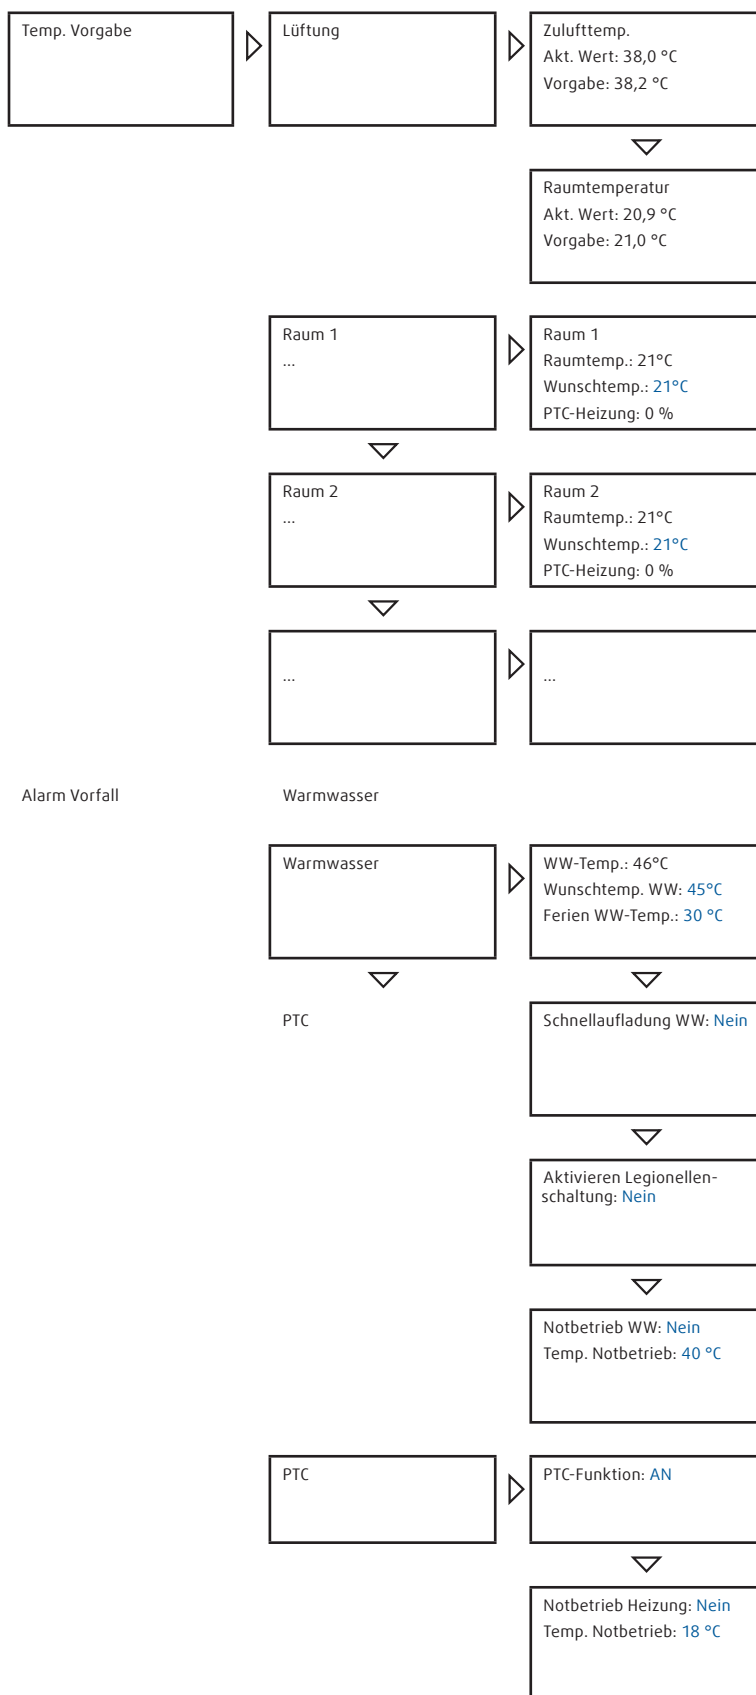 Temp. Vorgabe
Lüftung
Zulufttemp.
Akt. Wert: 38,0 °C
Vorgabe: 38,2 °C
Raumtemperatur
Akt. Wert: 20,9 °C
Vorgabe: 21,0 °C
Raum 1
...
Raum 1
Raumtemp.: 21°C
Wunschtemp.: 21°C
PTC-Heizung: 0 %
Raum 2
...
Raum 2
Raumtemp.: 21°C
Wunschtemp.: 21°C
PTC-Heizung: 0 %
...
...
Alarm Vorfall
Warmwasser
Warmwasser
WW-Temp.: 46°C
Wunschtemp. WW: 45°C
Ferien WW-Temp.: 30 °C
PTC
Schnellaufladung WW: Nein
Aktivieren Legionellen-
schaltung: Nein
Notbetrieb WW: Nein
Temp. Notbetrieb: 40 °C
PTC
PTC-Funktion: AN
Notbetrieb Heizung: Nein
Temp. Notbetrieb: 18 °C